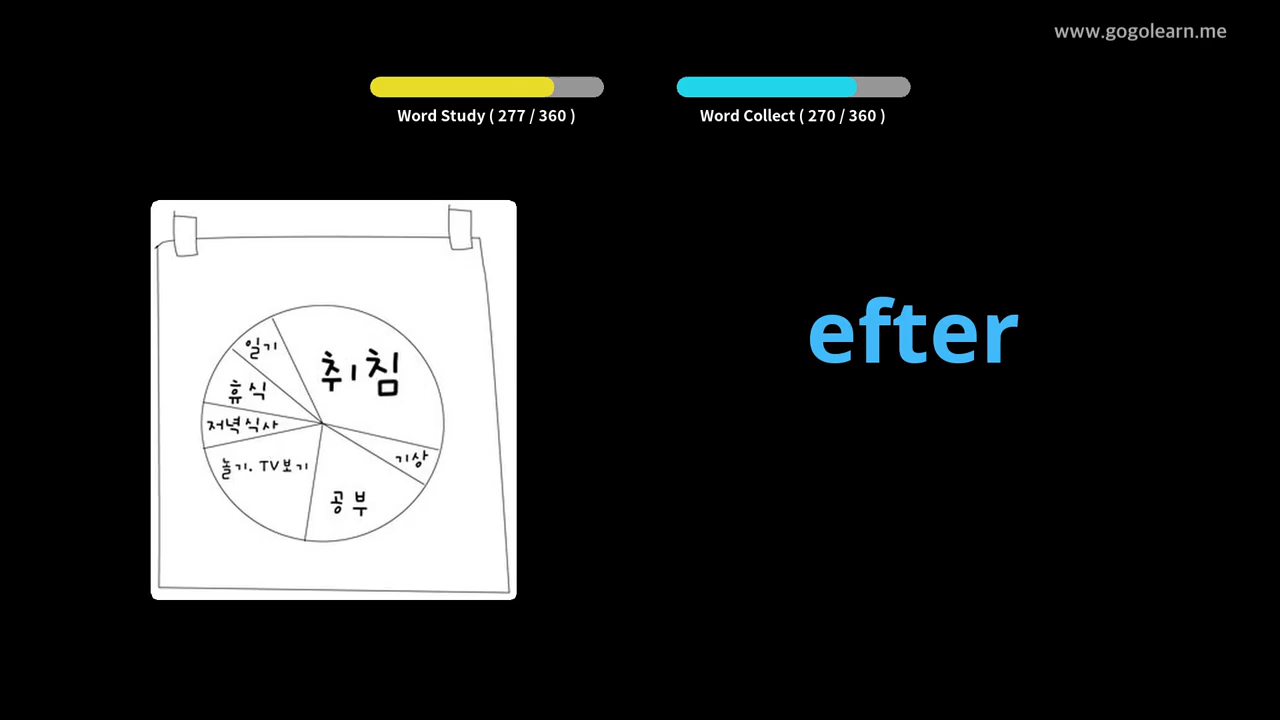 www.gogolearn.me
Word Study ( 277 / 360 )
Word Collect ( 270 / 360 )
일기
취침
휴식
저녁식사
기상
놀기. TV보기
공부
efter